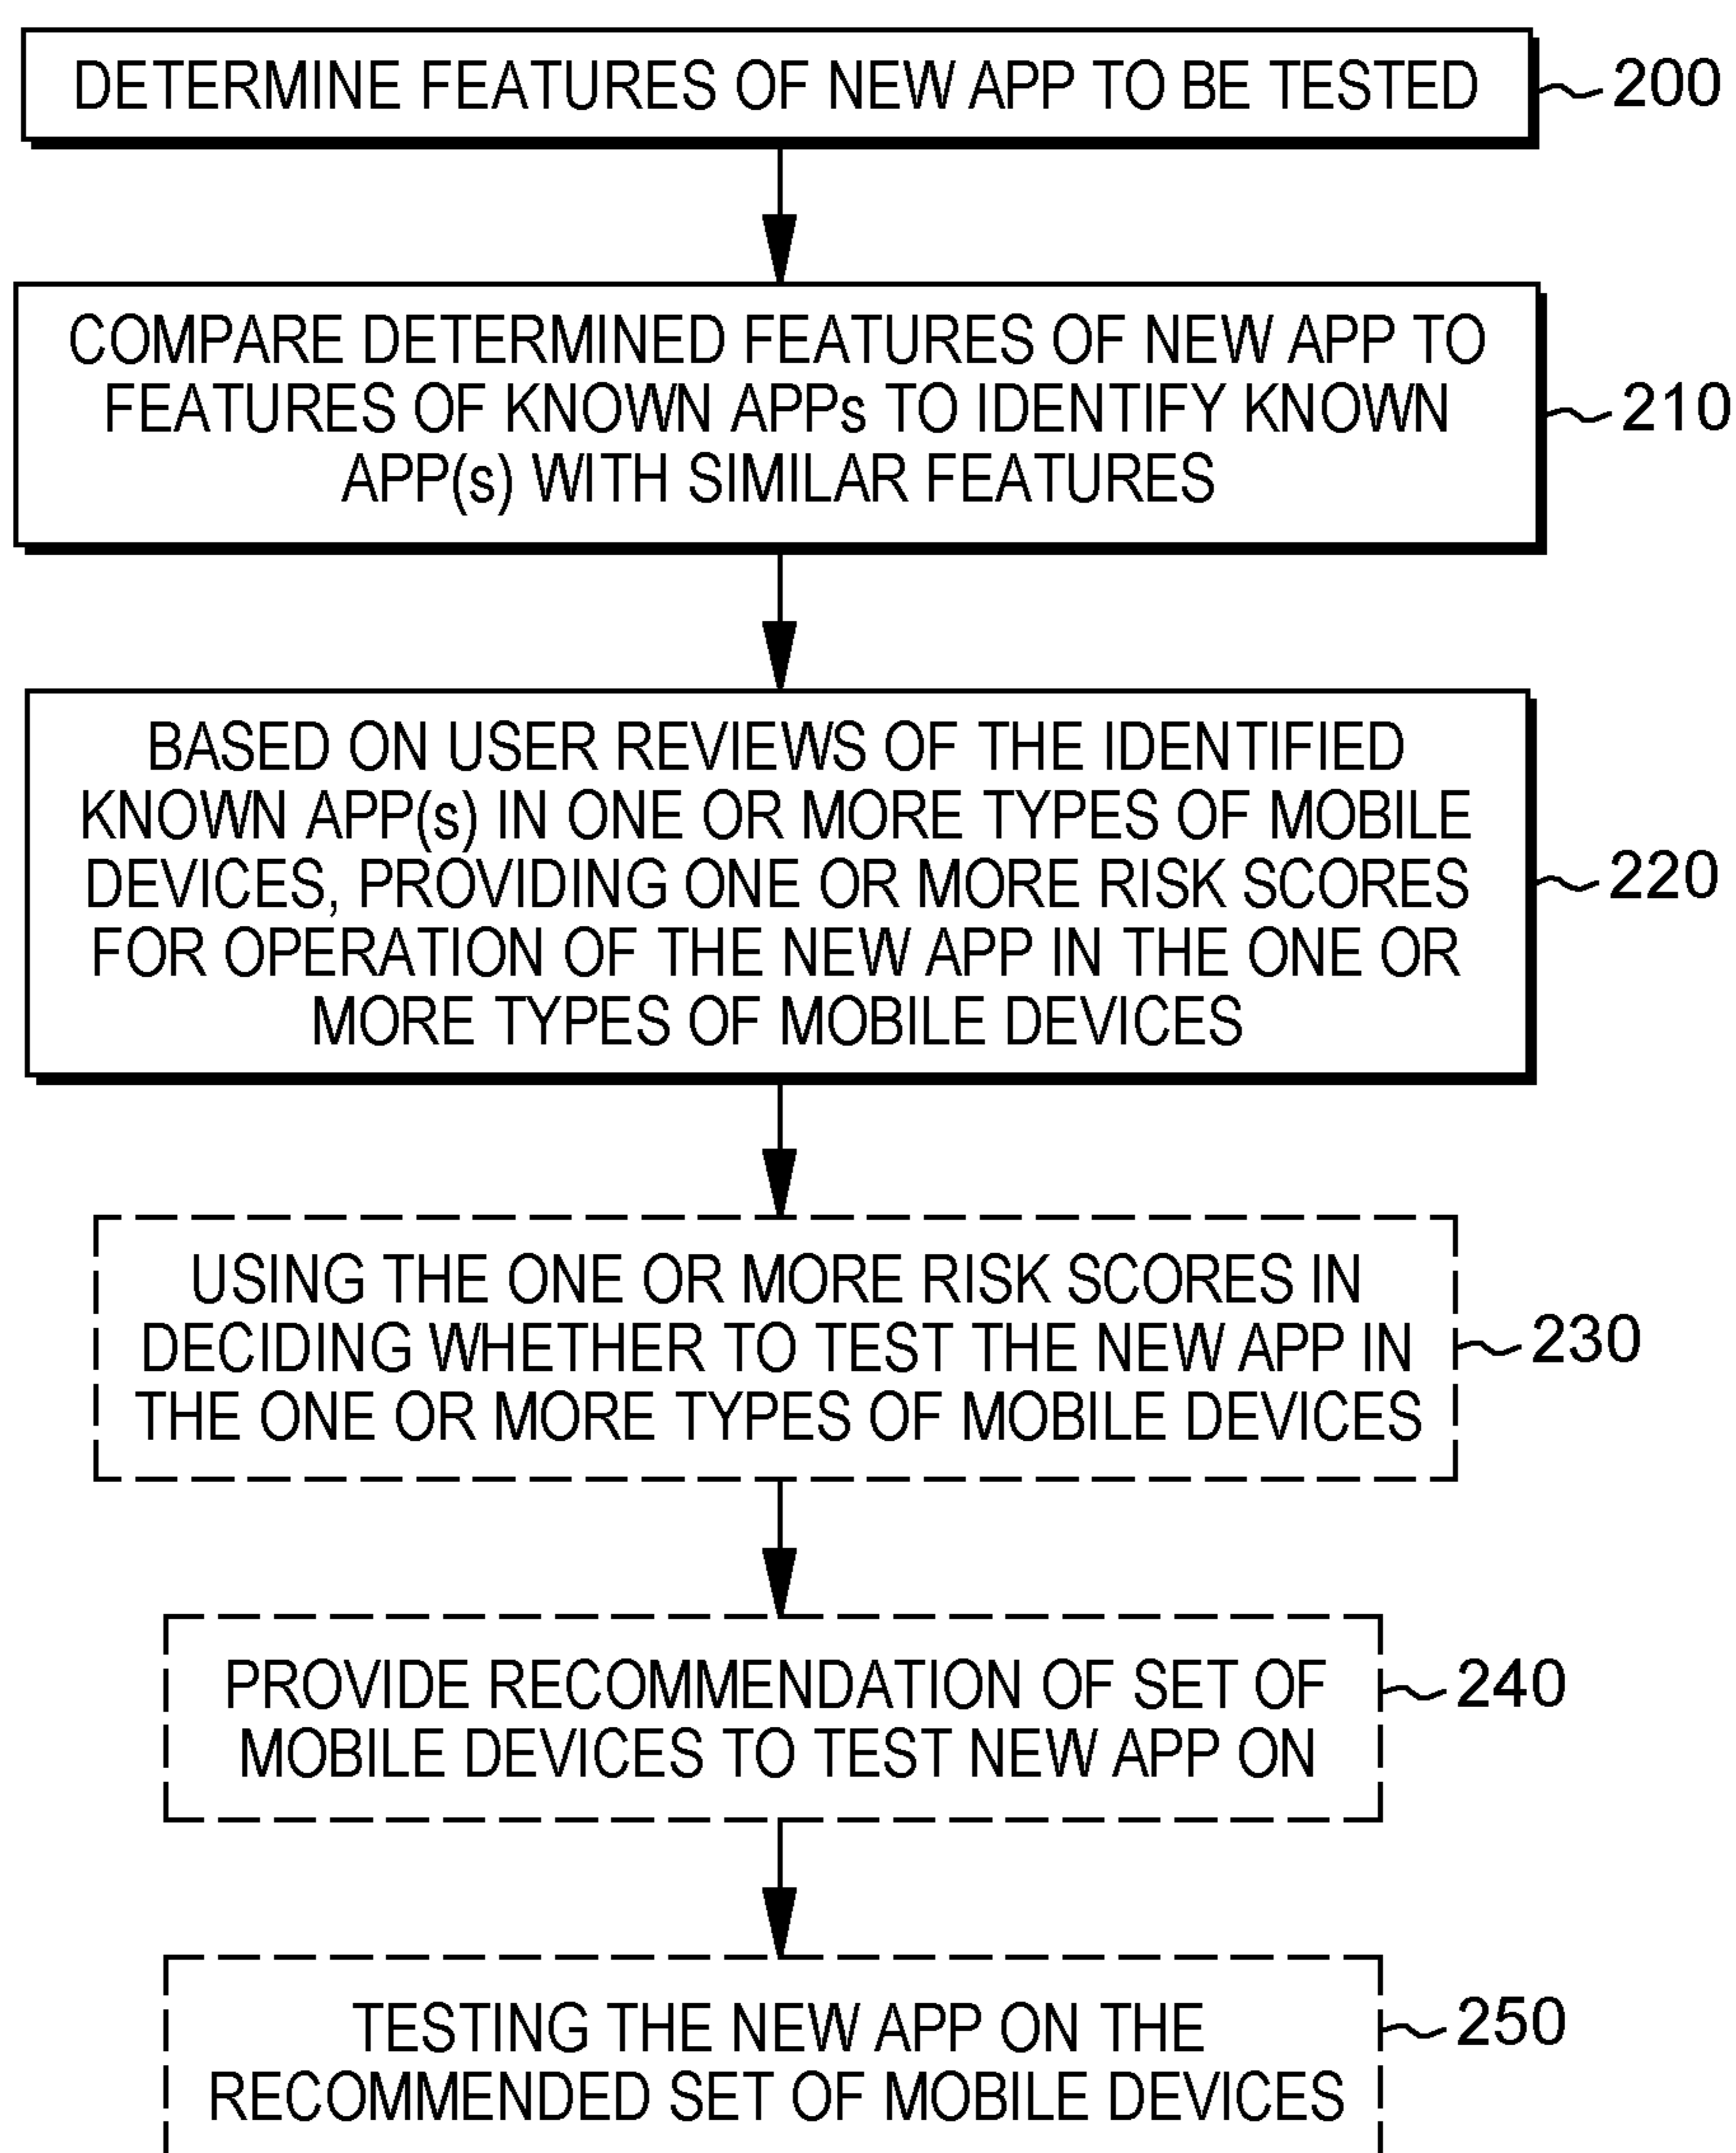 DETERMINE FEATURES OF NEW APP TO BE TESTED
200
COMPARE DETERMINED FEATURES OF NEW APP TO
FEATURES OF KNOWN APPs TO IDENTIFY KNOWN
APP(s) WITH SIMILAR FEATURES
210
BASED ON USER REVIEWS OF THE IDENTIFIED
KNOWN APP(s) IN ONE OR MORE TYPES OF MOBILE
DEVICES, PROVIDING ONE OR MORE RISK SCORES
FOR OPERATION OF THE NEW APP IN THE ONE OR
MORE TYPES OF MOBILE DEVICES
220
USING THE ONE OR MORE RISK SCORES IN
DECIDING WHETHER TO TEST THE NEW APP IN
THE ONE OR MORE TYPES OF MOBILE DEVICES
230
PROVIDE RECOMMENDATION OF SET OF
MOBILE DEVICES TO TEST NEW APP ON
240
TESTING THE NEW APP ON THE
RECOMMENDED SET OF MOBILE DEVICES
250